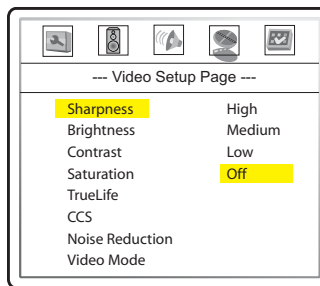 --- Video Setup Page ---
Sharpness High
Brightness Medium
Contrast Low
Saturation Off
TrueLife
CCS
Noise Reduction
Video Mode